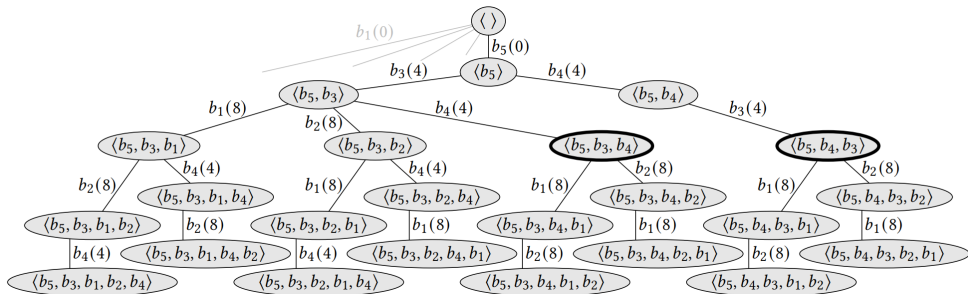 ⟨ ⟩
b₁(0)
b₅(0)
⟨b₅⟩
b₃(4)
b₄(4)
⟨b₅, b₃⟩
⟨b₅, b₄⟩
b₁(8)
b₂(8)
b₄(4)
b₃(4)
⟨b₅, b₃, b₁⟩
⟨b₅, b₃, b₂⟩
⟨b₅, b₃, b₄⟩
⟨b₅, b₄, b₃⟩
b₂(8)
b₄(4)
b₁(8)
b₄(4)
b₁(8)
b₂(8)
b₁(8)
b₂(8)
⟨b₅, b₃, b₁, b₄⟩
⟨b₅, b₃, b₂, b₄⟩
⟨b₅, b₃, b₄, b₂⟩
⟨b₅, b₄, b₃, b₂⟩
⟨b₅, b₃, b₁, b₂⟩
⟨b₅, b₃, b₂, b₁⟩
⟨b₅, b₃, b₄, b₁⟩
⟨b₅, b₄, b₃, b₁⟩
b₂(8)
b₁(8)
b₁(8)
b₁(8)
b₄(4)
b₄(4)
b₂(8)
b₂(8)
⟨b₅, b₃, b₁, b₄, b₂⟩
⟨b₅, b₃, b₂, b₄, b₁⟩
⟨b₅, b₃, b₄, b₂, b₁⟩
⟨b₅, b₄, b₃, b₂, b₁⟩
⟨b₅, b₃, b₁, b₂, b₄⟩
⟨b₅, b₃, b₂, b₁, b₄⟩
⟨b₅, b₃, b₄, b₁, b₂⟩
⟨b₅, b₄, b₃, b₁, b₂⟩